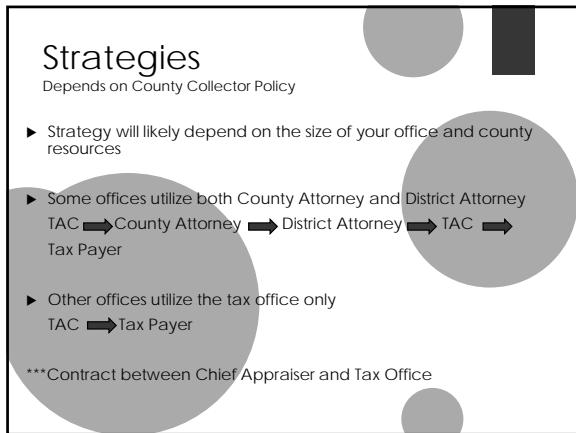 Strategies
Depends on County Collector Policy
Strategy will likely depend on the size of your office and county
resources
Some offices utilize both County Attorney and District Attorney
TAC County Attorney District Attorney TAC
Tax Payer
Other offices utilize the tax office only
TAC Tax Payer
***Contract between Chief Appraiser and Tax Office